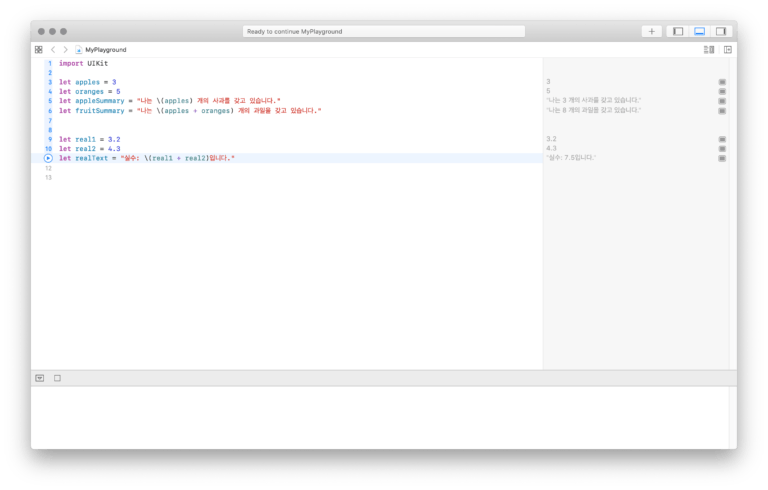 Ready to continue MyPlayground
MyPlayground
1 import UIKit
2
3 let apples = 3
4 let oranges = 5
5 let appleSummary = "나는 \(apples) 개의 사과를 갖고 있습니다."
6 let fruitSummary = "나는 \(apples + oranges) 개의 과일을 갖고 있습니다."
7
8
9 let real1 = 3.2
10 let real2 = 4.3
let realText = "실수: \(real1 + real2)입니다."
12
13
3
5
"나는 3 개의 사과를 갖고 있습니다."
"나는 8 개의 과일을 갖고 있습니다."
3.2
4.3
"실수: 7.5입니다."